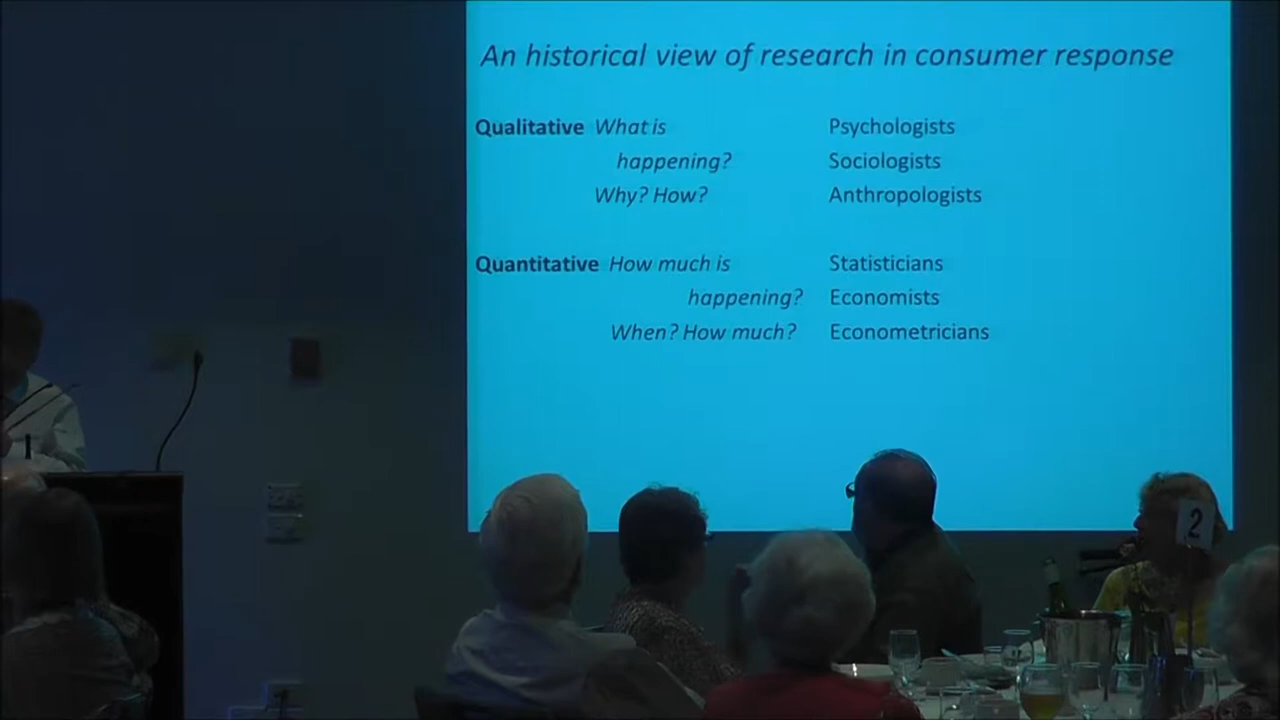 An historical view of research in consumer response
Qualitative What is Psychologists
happening? Sociologists
Why? How? Anthropologists
Quantitative How much is Statisticians
happening? Economists
When? How much? Econometricians
2